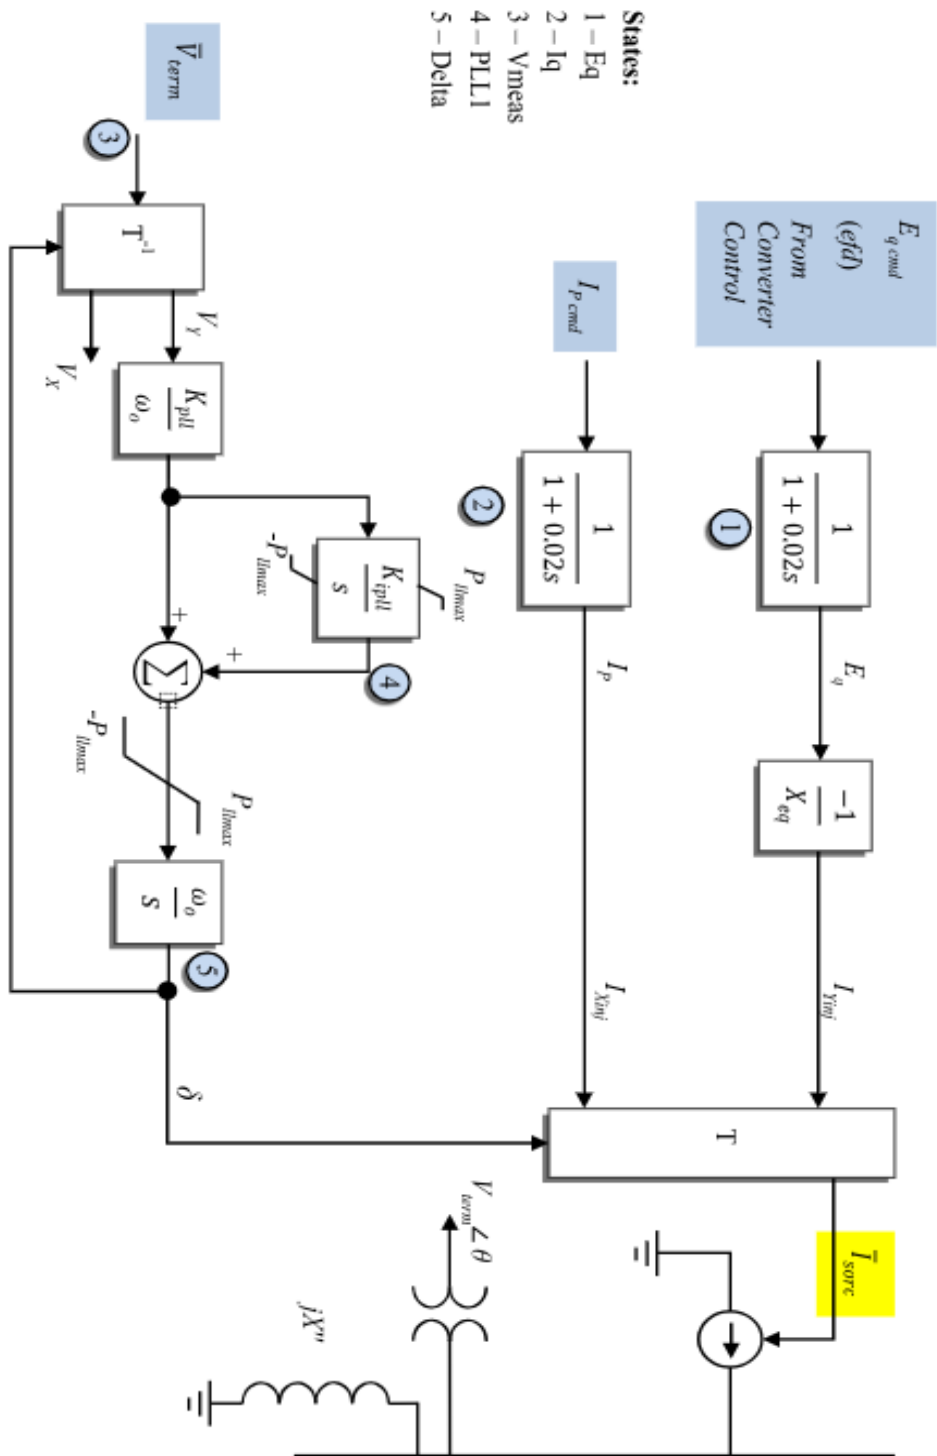 E_q cmd
(efd)
From
Converter
Control
1
1 + 0.02s
1
E_q
−1
X_eq
I_Yinj
T
I̅_sorc
I_P cmd
1
1 + 0.02s
2
I_P
I_Xinj
States:
1 – Eq
2 – Iq
3 – Vmeas
4 – PLL1
5 – Delta
V̅_term
3
T⁻¹
V_Y
V_X
K_pll
ω_o
P_llmax
K_ipll
s
-P_llmax
4
+
+
Σ
P_llmax
-P_llmax
ω_o
s
5
δ
V_term∠θ
jX"